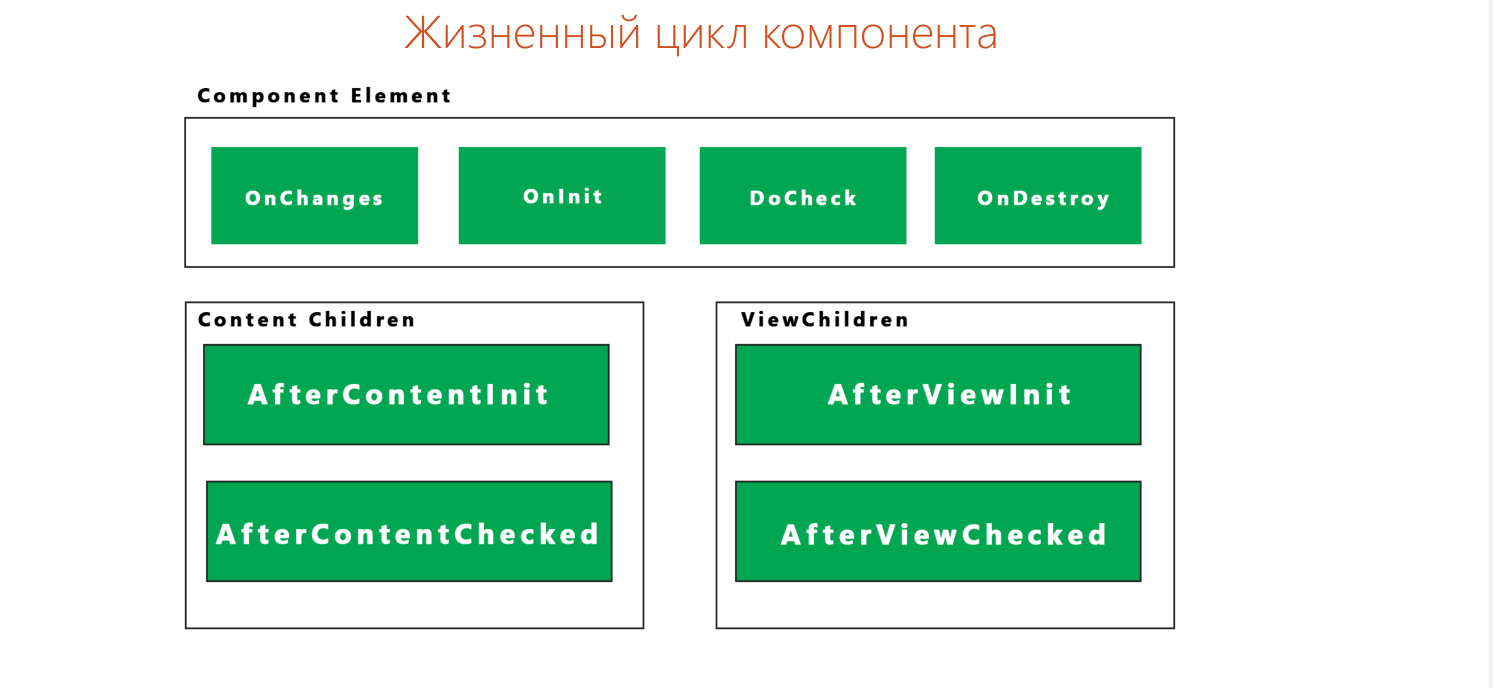 Жизненный цикл компонента
Component Element
OnChanges
OnInit
DoCheck
OnDestroy
Content Children
AfterContentInit
AfterContentChecked
ViewChildren
AfterViewInit
AfterViewChecked